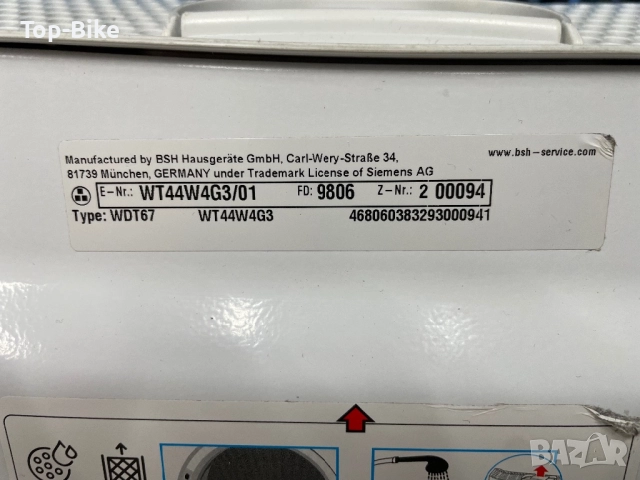 Top-Bike
Manufactured by BSH Hausgeräte GmbH, Carl-Wery-Straße 34,
81739 München, GERMANY under Trademark License of Siemens AG
www.bsh-service.com
E-Nr.: WT44W4G3/01 FD: 9806 Z-Nr.: 2 00094
Type: WDT67 WT44W4G3 468060383293000941
BAZAR